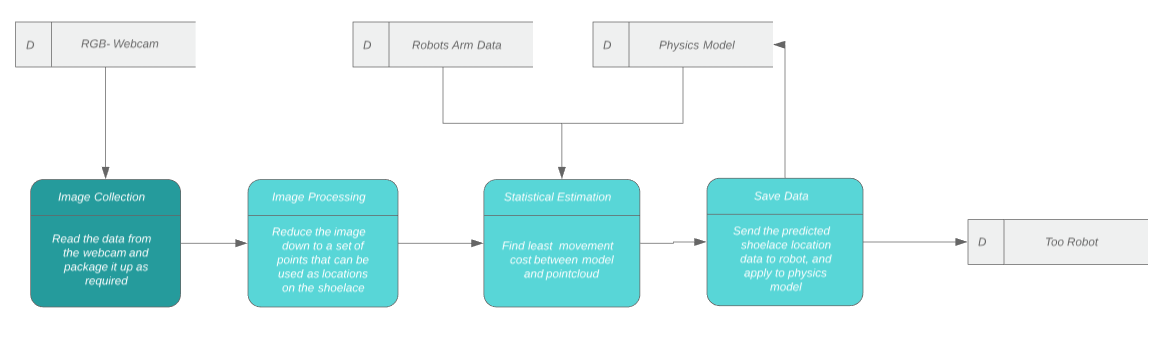 D
RGB- Webcam
D
Robots Arm Data
D
Physics Model
Image Collection
Read the data from
the webcam and
package it up as
required
Image Processing
Reduce the image
down to a set of
points that can be
used as locations
on the shoelace
Statistical Estimation
Find least movement
cost between model
and pointcloud
Save Data
Send the predicted
shoelace location
data to robot, and
apply to physics
model
D
Too Robot